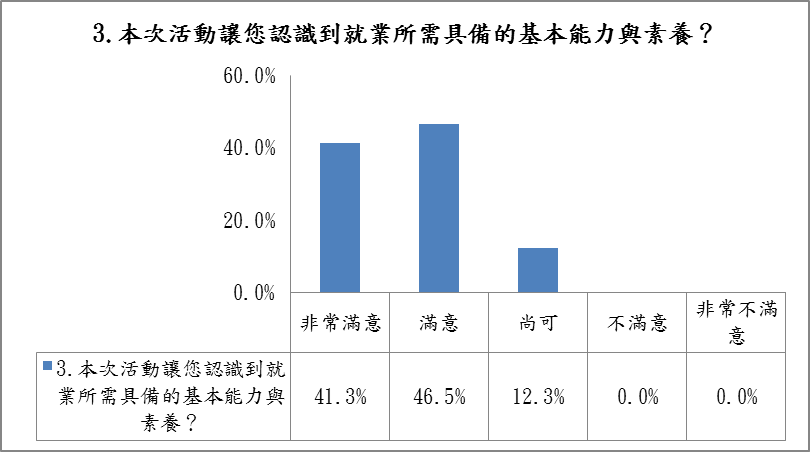 3.本次活動讓您認識到就業所需具備的基本能力與素養？
60.0%
40.0%
20.0%
0.0%
非常滿意
滿意
尚可
不滿意
非常不滿
意
3.本次活動讓您認識到就
業所需具備的基本能力與
素養？
41.3%
46.5%
12.3%
0.0%
0.0%